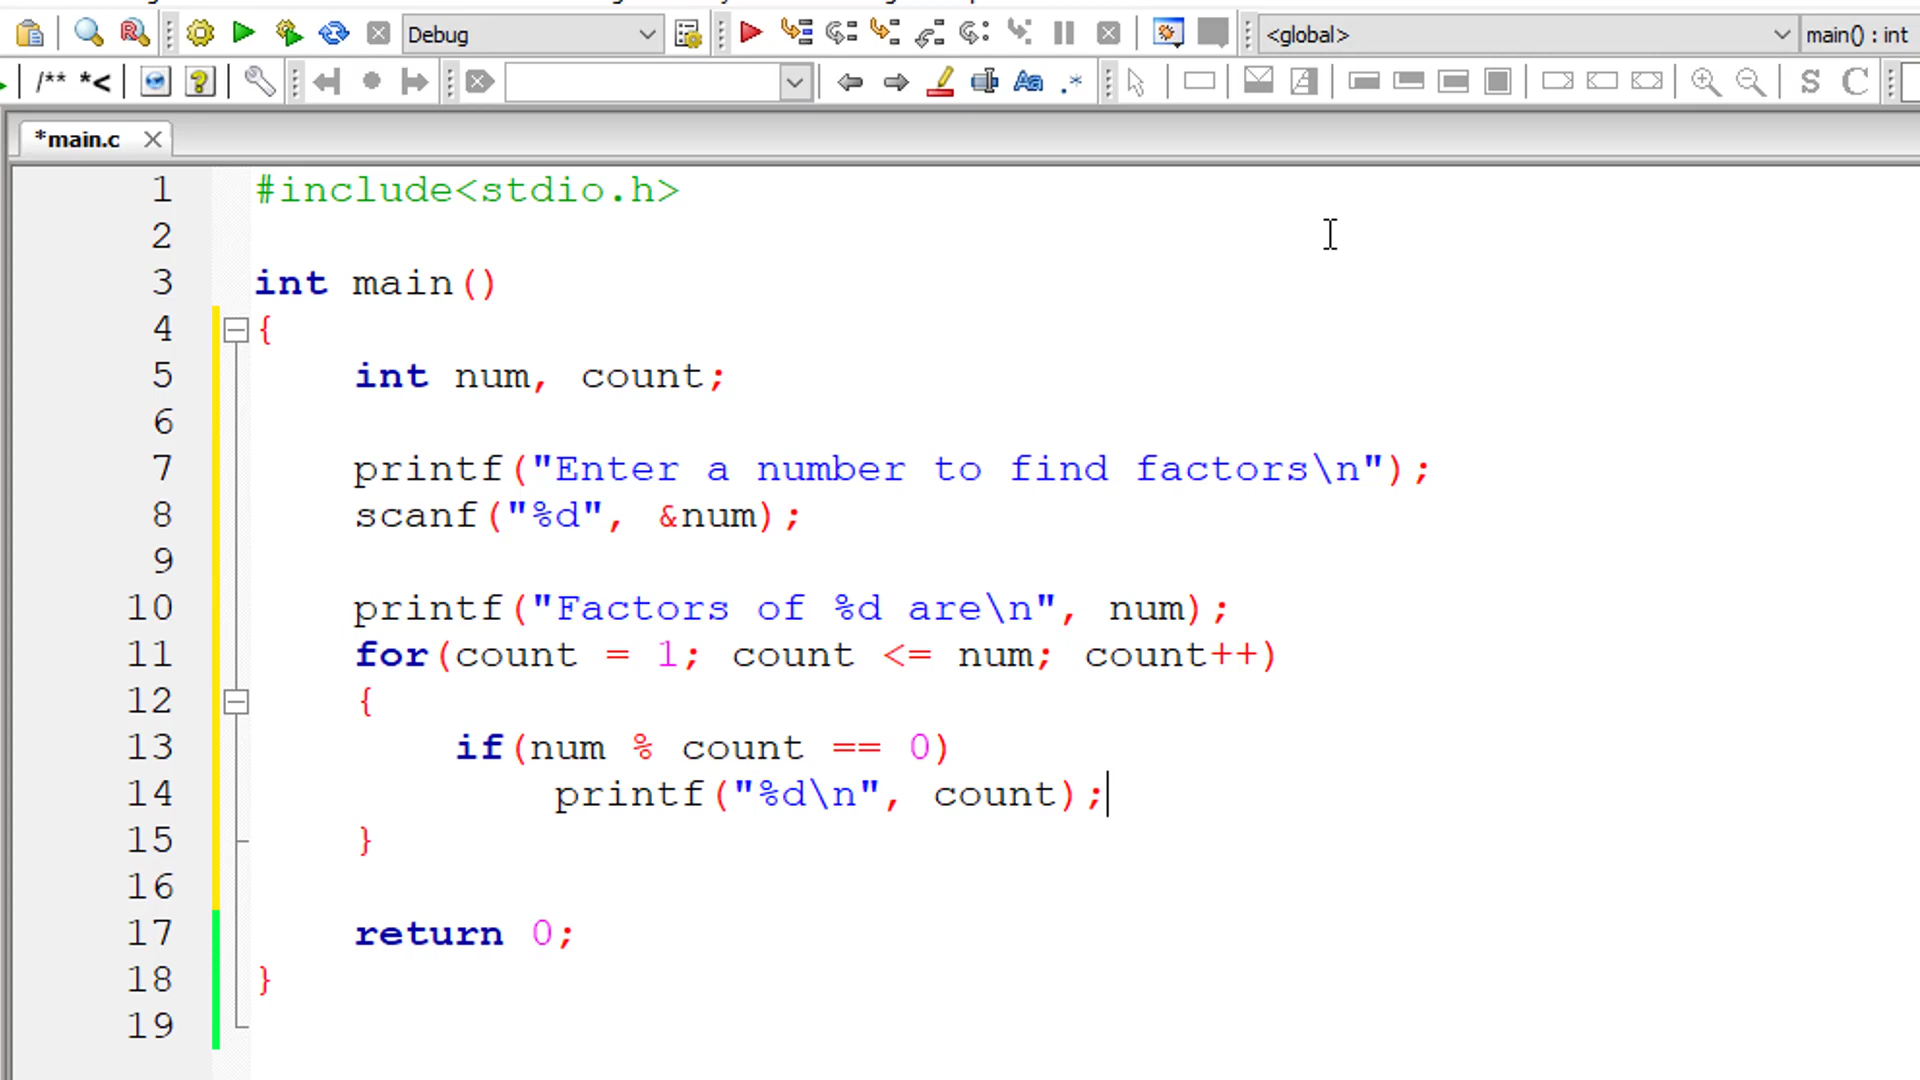 Debug
<global>
main() : int
/** *<
Aa .*
S C
*main.c
1 #include<stdio.h>
2
3 int main()
4 {
5 int num, count;
6
7 printf("Enter a number to find factors\n");
8 scanf("%d", &num);
9
10 printf("Factors of %d are\n", num);
11 for(count = 1; count <= num; count++)
12 {
13 if(num % count == 0)
14 printf("%d\n", count);
15 }
16
17 return 0;
18 }
19